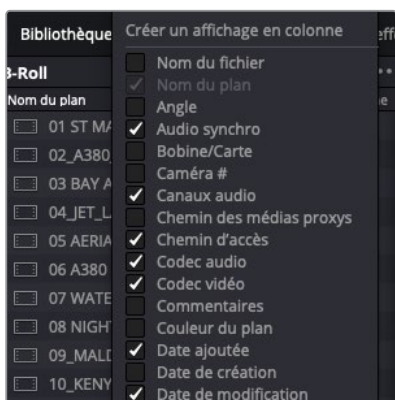 Bibliothèque
Créer un affichage en colonne
B-Roll
Nom du plan
01 ST
02_A380
03 BAY
04_JET
05 AERIA
06 A380
07 WATE
08 NIGH
09_MALD
10_KENY
Nom du fichier
Nom du plan
Angle
Audio synchro
Bobine/Carte
Caméra #
Canaux audio
Chemin des médias proxys
Chemin d'accès
Codec audio
Codec vidéo
Commentaires
Couleur du plan
Date ajoutée
Date de création
Date de modification